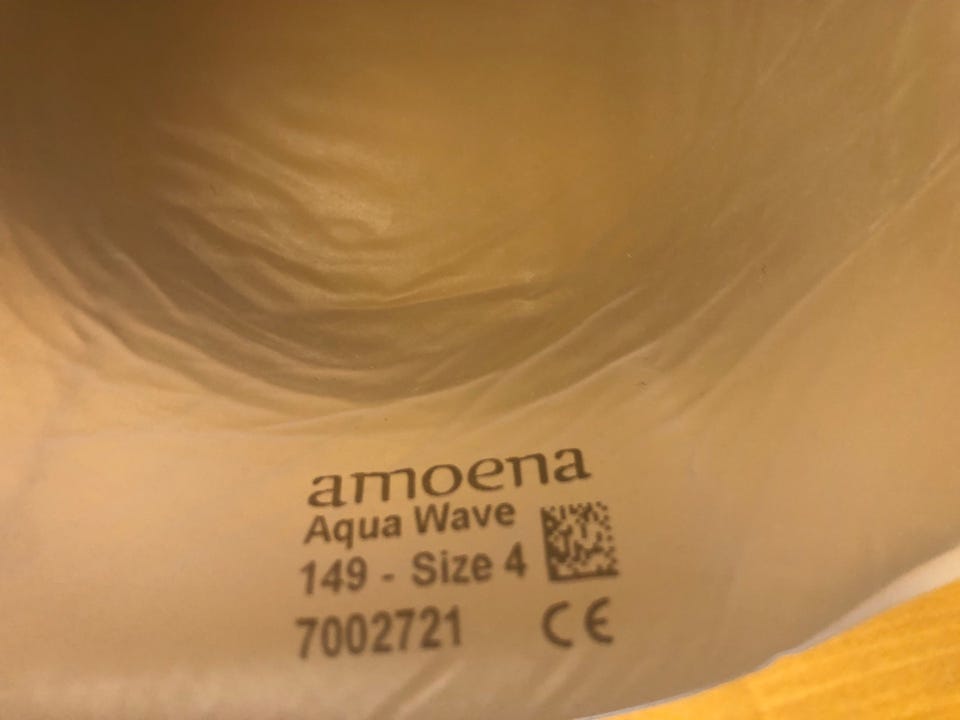 amoena
Aqua Wave
149 - Size 4
7002721 CE